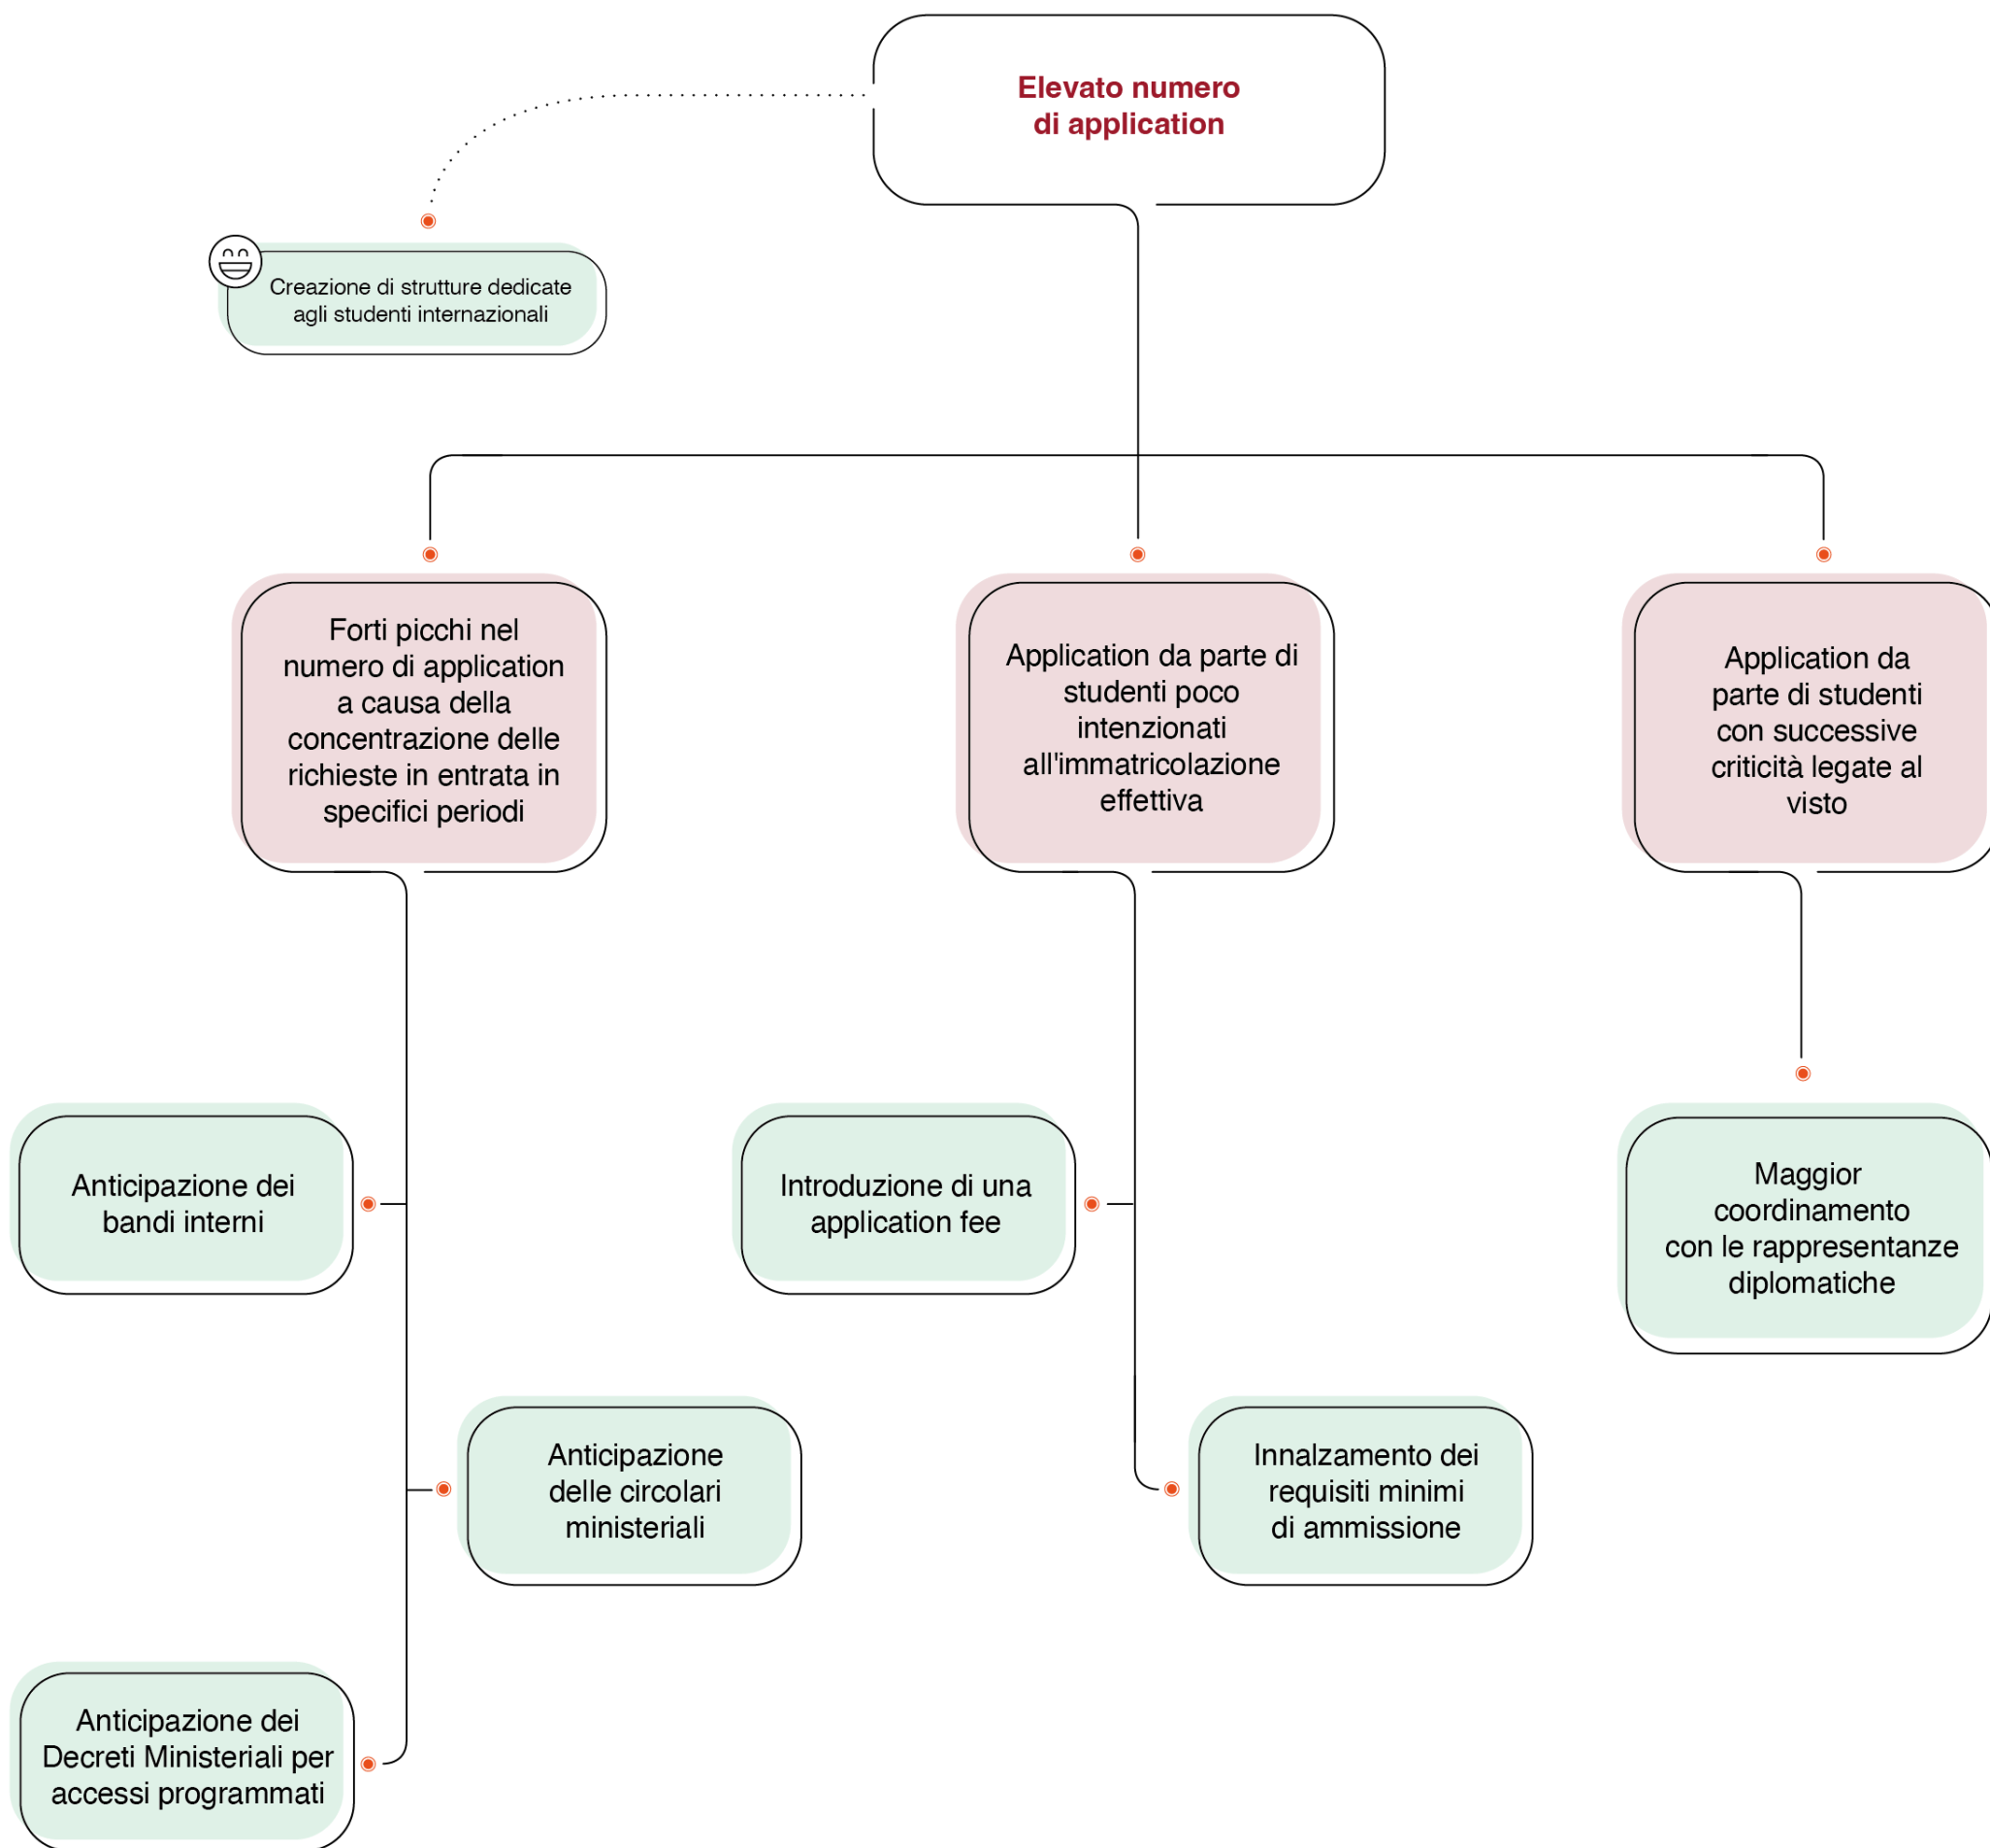 Elevato numero
di application
Creazione di strutture dedicate
agli studenti internazionali
Forti picchi nel
numero di application
a causa della
concentrazione delle
richieste in entrata in
specifici periodi
Application da parte di
studenti poco
intenzionati
all'immatricolazione
effettiva
Application da
parte di studenti
con successive
criticità legate al
visto
Anticipazione dei
bandi interni
Introduzione di una
application fee
Maggior
coordinamento
con le rappresentanze
diplomatiche
Anticipazione
delle circolari
ministeriali
Innalzamento dei
requisiti minimi
di ammissione
Anticipazione dei
Decreti Ministeriali per
accessi programmati